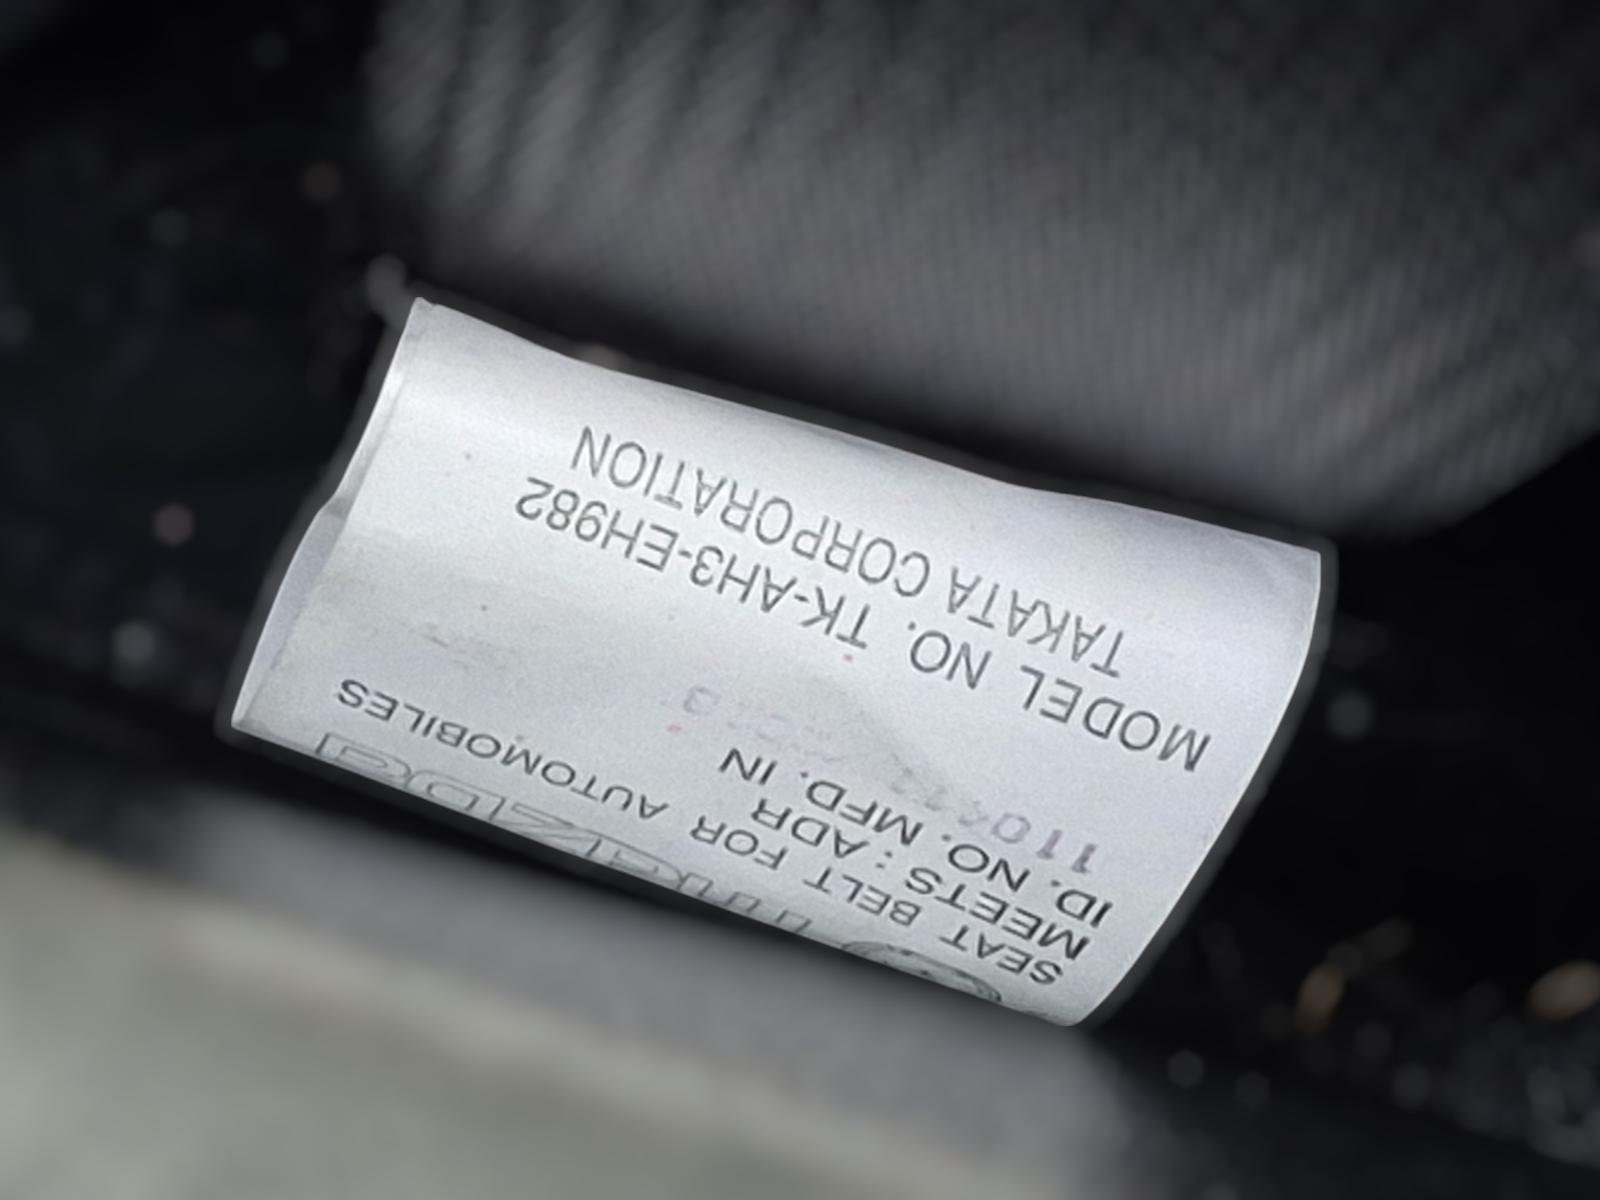 SEAT BELT FOR AUTOMOBILES
MEETS : ADR
ID. NO. MFD. IN
MODEL NO. TK-AH3-EH982
TAKATA CORPORATION